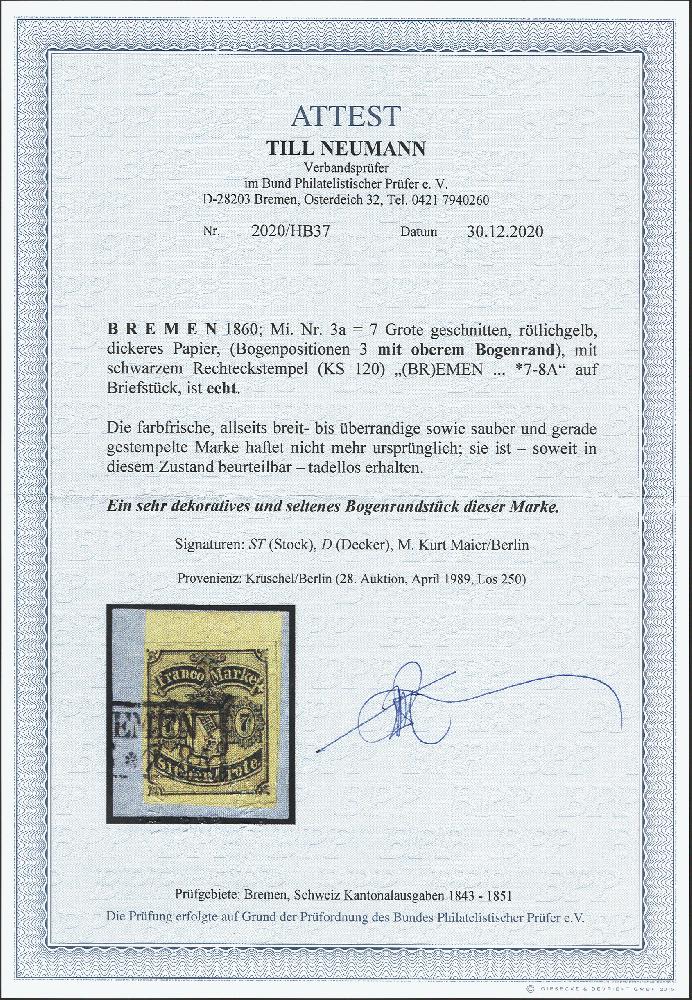 ATTEST
TILL NEUMANN
Verbandsprüfer
im Bund Philatelistischer Prüfer e. V.
D-28203 Bremen, Osterdeich 32, Tel. 0421 7940260
Nr. 2020/HB37 Datum 30.12.2020
B R E M E N 1860; Mi. Nr. 3a = 7 Grote geschnitten, rötlichgelb,
dickeres Papier, (Bogenpositionen 3 mit oberem Bogenrand), mit
schwarzem Rechteckstempel (KS 120) „(BR)EMEN ... *7-8A“ auf
Briefstück, ist echt.
Die farbfrische, allseits breit- bis überrandige sowie sauber und gerade
gestempelte Marke haftet nicht mehr ursprünglich; sie ist – soweit in
diesem Zustand beurteilbar – tadellos erhalten.
Ein sehr dekoratives und seltenes Bogenrandstück dieser Marke.
Signaturen: ST (Stock), D (Decker), M. Kurt Maier/Berlin
Provenienz: Kruschel/Berlin (28. Auktion, April 1989, Los 250)
Franco Marke
EMEN 7
*
Prüfgebiete: Bremen, Schweiz Kantonalausgaben 1843 - 1851
Die Prüfung erfolgte auf Grund der Prüfordnung des Bundes Philatelistischer Prüfer e.V.
© GIESECKE & DEVRIENT GMBH